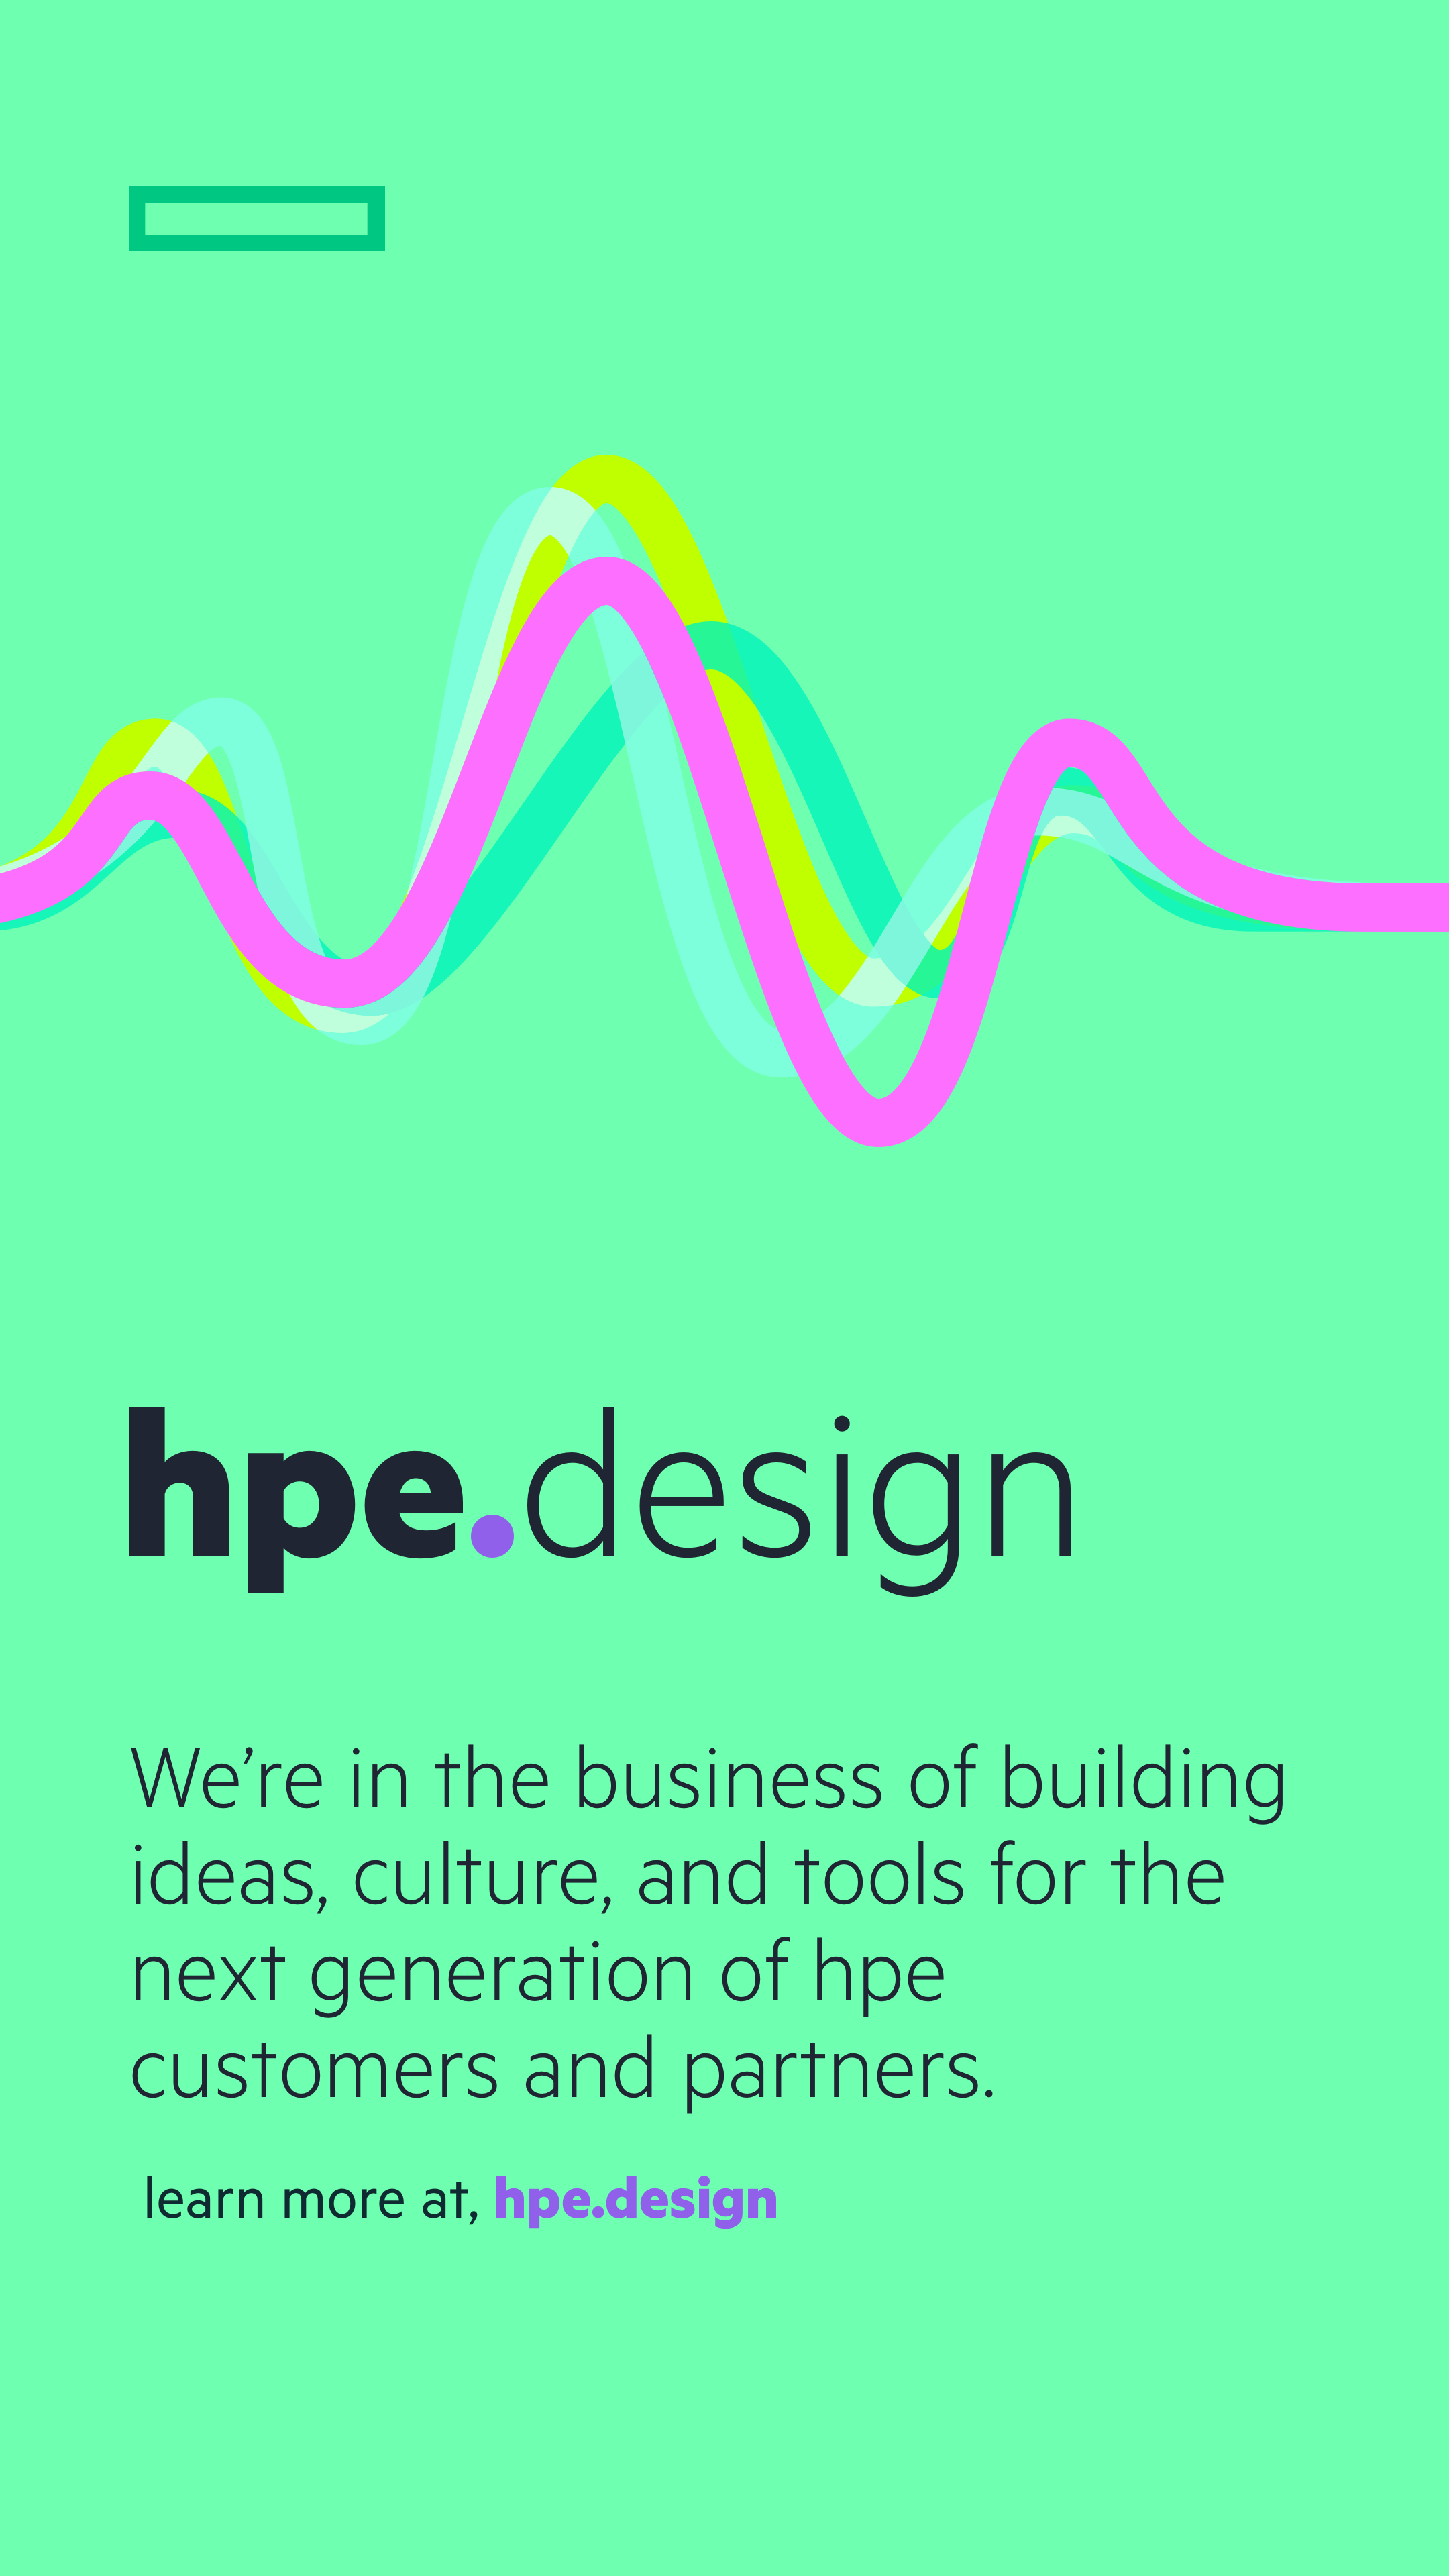 hpe.design
We’re in the business of building
ideas, culture, and tools for the
next generation of hpe
customers and partners.
learn more at, hpe.design